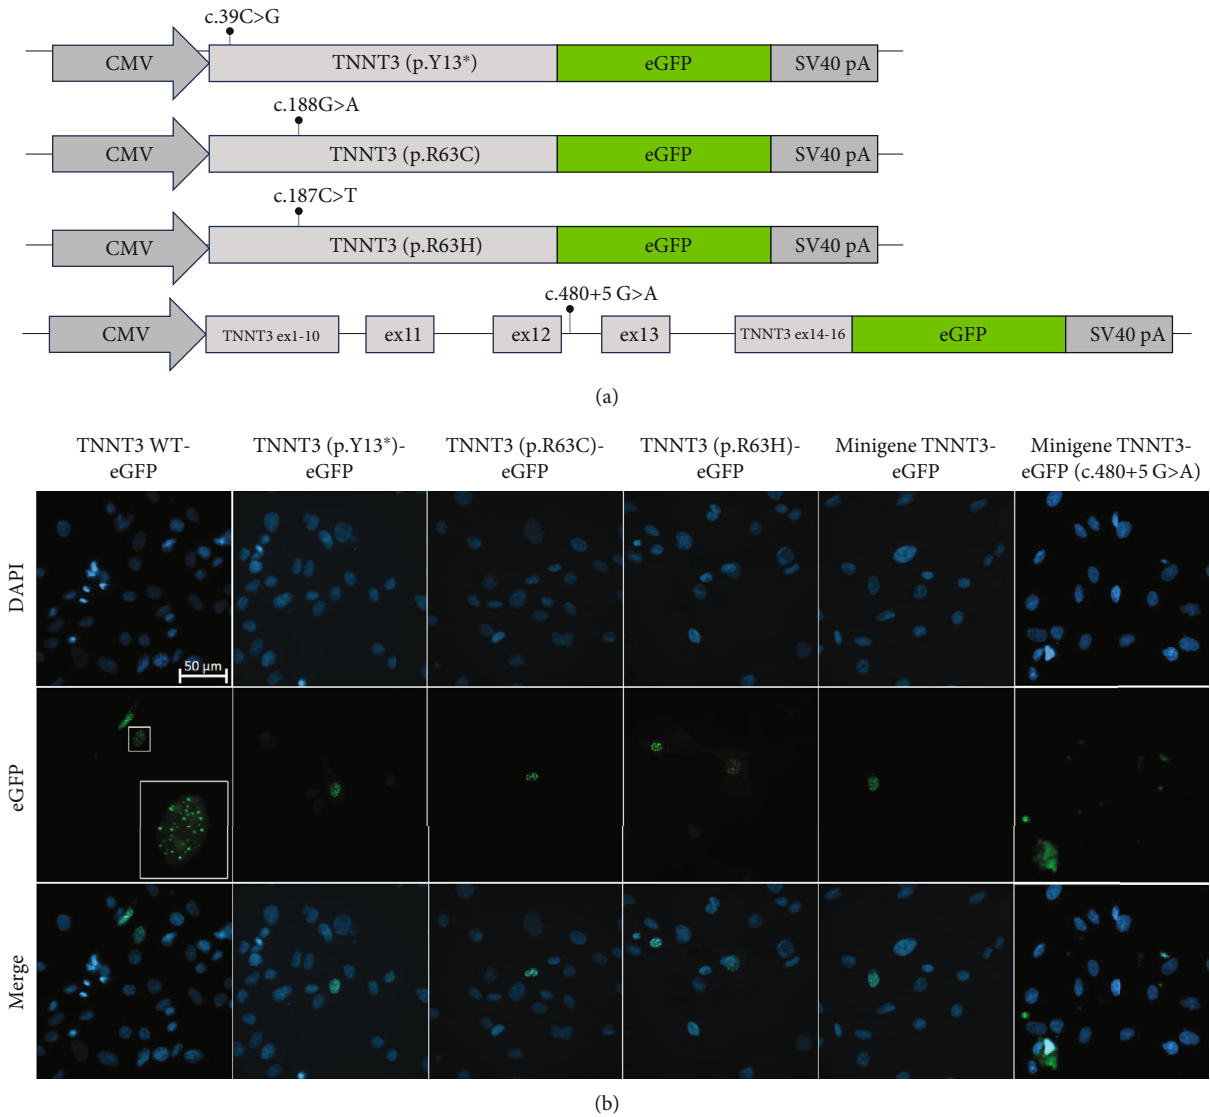 c.39C>G
CMV TNNT3 (p.Y13*) eGFP SV40 pA
c.188G>A
CMV TNNT3 (p.R63C) eGFP SV40 pA
c.187C>T
CMV TNNT3 (p.R63H) eGFP SV40 pA
c.480+5 G>A
CMV TNNT3 ex1-10 ex11 ex12 ex13 TNNT3 ex14-16 eGFP SV40 pA
(a)
TNNT3 WT-
eGFP
TNNT3 (p.Y13*)-
eGFP
TNNT3 (p.R63C)-
eGFP
TNNT3 (p.R63H)-
eGFP
Minigene TNNT3-
eGFP
Minigene TNNT3-
eGFP (c.480+5 G>A)
DAPI
50 µm
eGFP
Merge
(b)